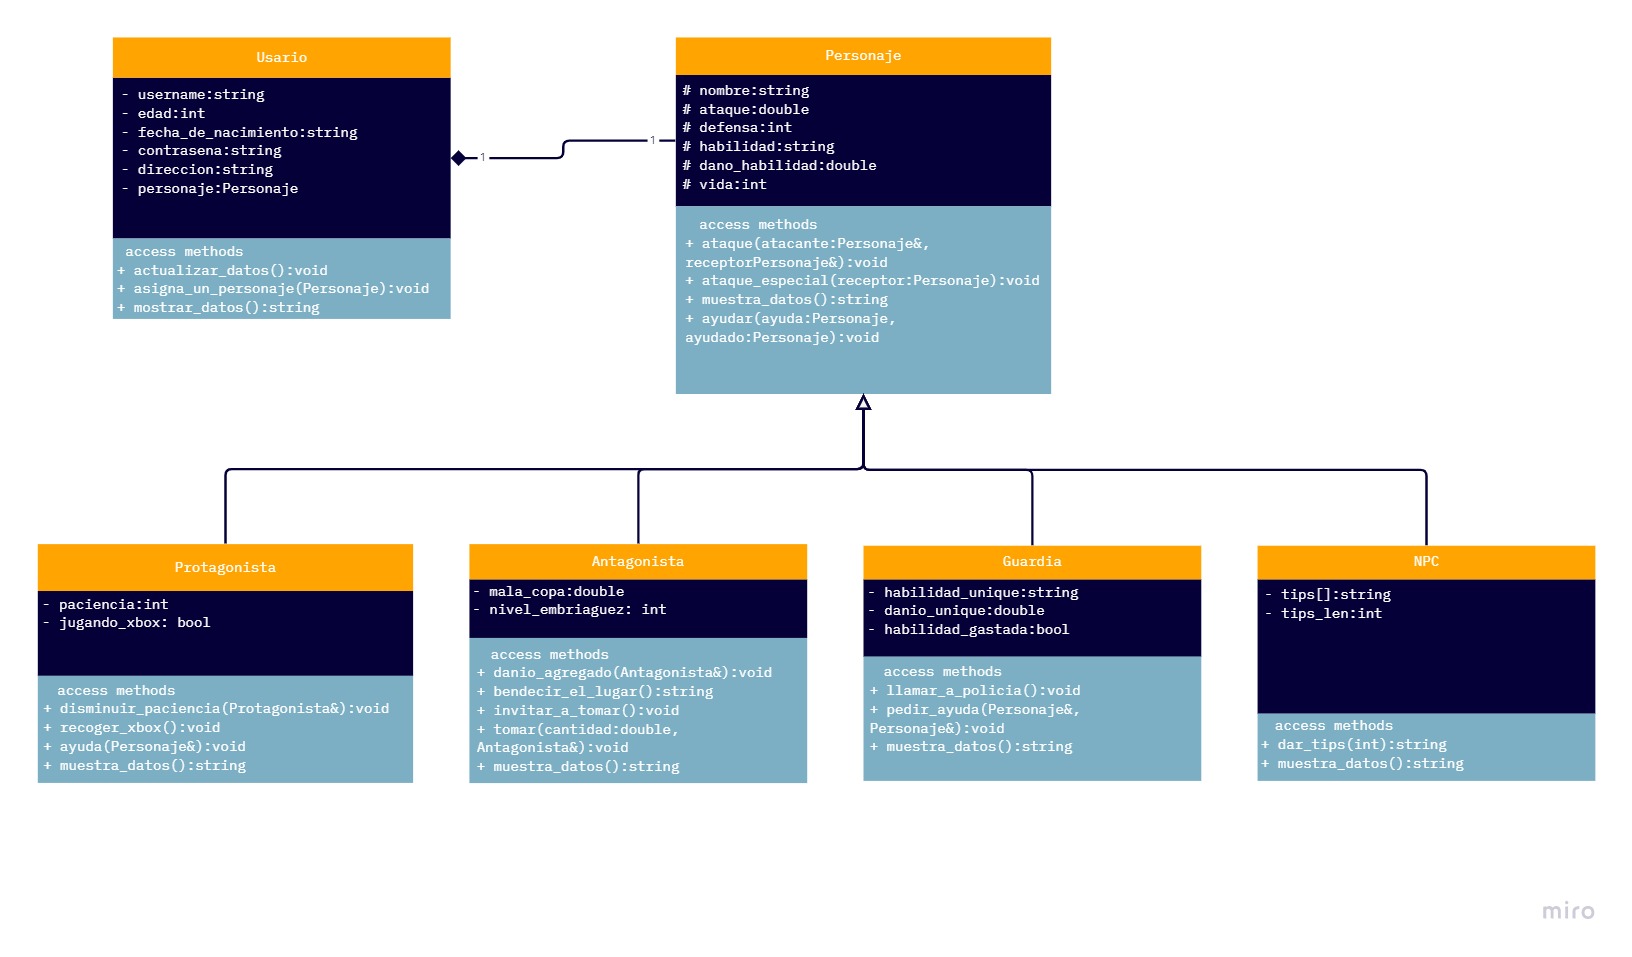 Usario
- username:string
- edad:int
- fecha_de_nacimiento:string
- contrasena:string
- direccion:string
- personaje:Personaje
access methods
+ actualizar_datos():void
+ asigna_un_personaje(Personaje):void
+ mostrar_datos():string
1
1
Personaje
# nombre:string
# ataque:double
# defensa:int
# habilidad:string
# dano_habilidad:double
# vida:int
access methods
+ ataque(atacante:Personaje&,
receptorPersonaje&):void
+ ataque_especial(receptor:Personaje):void
+ muestra_datos():string
+ ayudar(ayuda:Personaje,
ayudado:Personaje):void
Protagonista
- paciencia:int
- jugando_xbox: bool
access methods
+ disminuir_paciencia(Protagonista&):void
+ recoger_xbox():void
+ ayuda(Personaje&):void
+ muestra_datos():string
Antagonista
- mala_copa:double
- nivel_embriaguez: int
access methods
+ danio_agregado(Antagonista&):void
+ bendecir_el_lugar():string
+ invitar_a_tomar():void
+ tomar(cantidad:double,
Antagonista&):void
+ muestra_datos():string
Guardia
- habilidad_unique:string
- danio_unique:double
- habilidad_gastada:bool
access methods
+ llamar_a_policia():void
+ pedir_ayuda(Personaje&,
Personaje&):void
+ muestra_datos():string
NPC
- tips[]:string
- tips_len:int
access methods
+ dar_tips(int):string
+ muestra_datos():string
miro